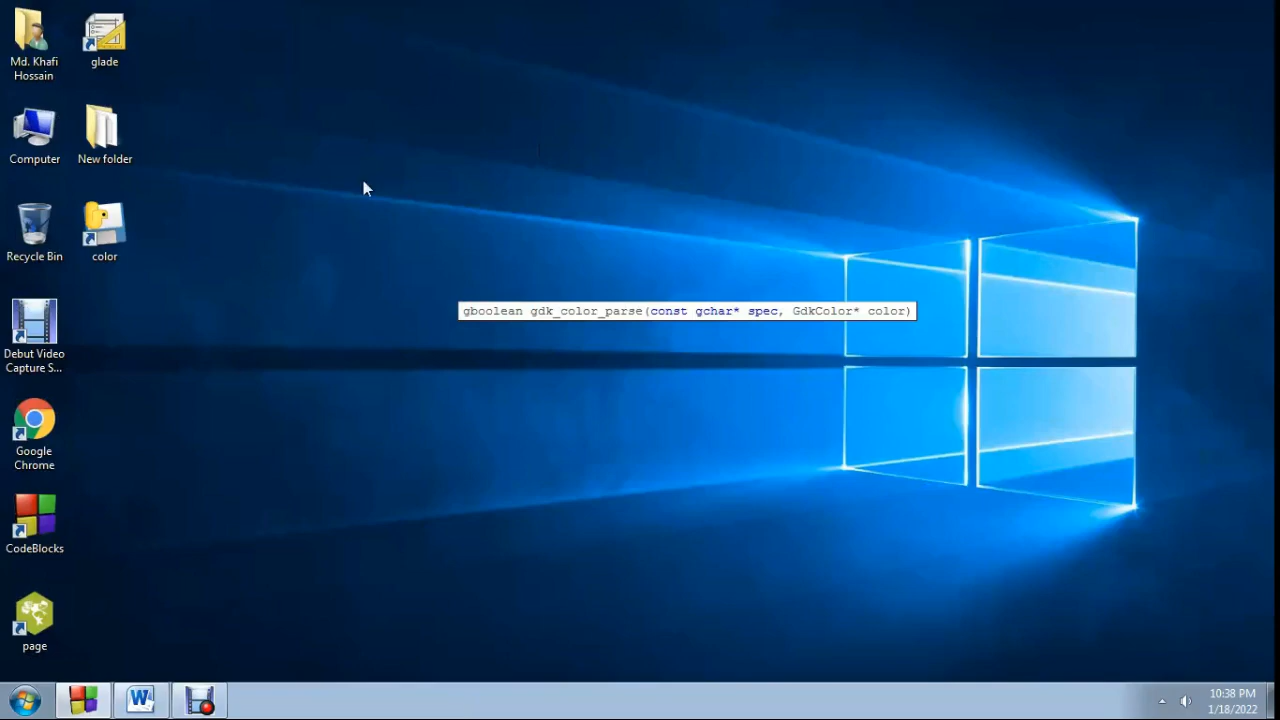 Md. Khafi
Hossain
glade
Computer
New folder
Recycle Bin
color
gboolean gdk_color_parse(const gchar* spec, GdkColor* color)
Debut Video
Capture S...
Google
Chrome
CodeBlocks
page
W
10:38 PM
1/18/2022